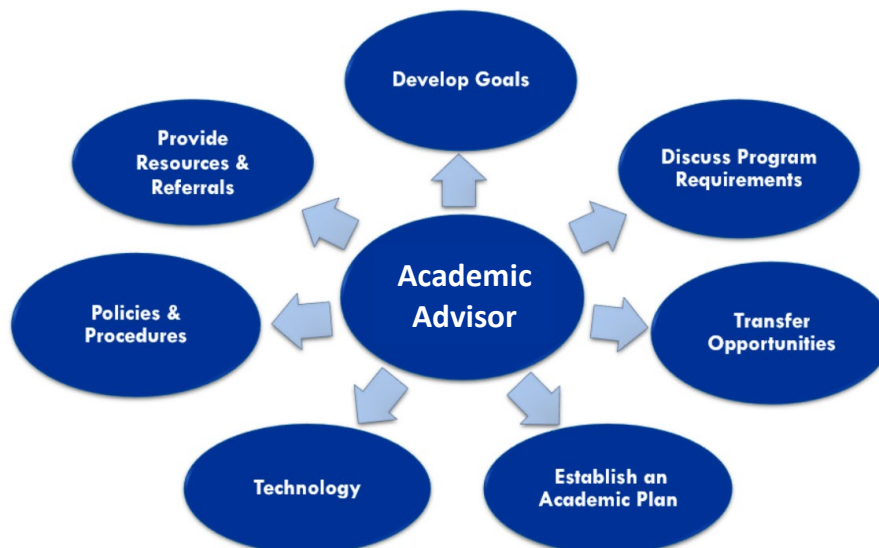 Develop Goals
Provide
Resources &
Referrals
Discuss Program
Requirements
Academic
Advisor
Policies &
Procedures
Transfer
Opportunities
Technology
Establish an
Academic Plan